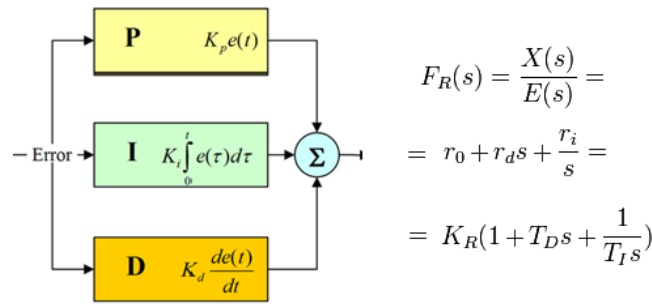 P K_p e(t)
Error
I K_i ∫_0^t e(τ)dτ
Σ
D K_d de(t)/dt
F_R(s) = X(s)/E(s) =
= r_0 + r_d s + r_i/s =
= K_R(1 + T_D s + 1/(T_I s))